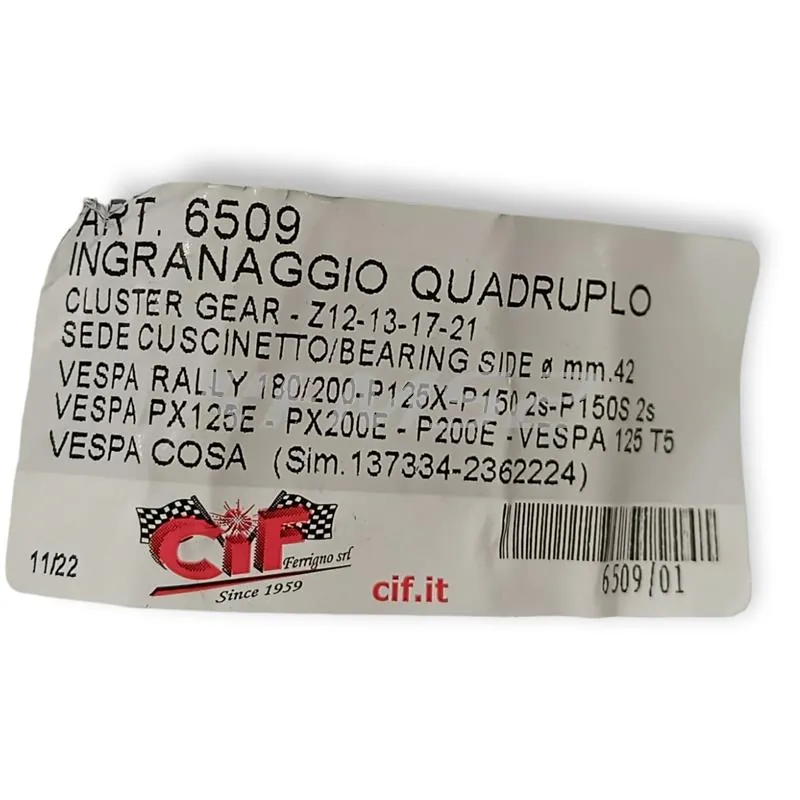 ART. 6509
INGRANAGGIO QUADRUPLO
CLUSTER GEAR - Z12-13-17-21
SEDE CUSCINETTO/BEARING SIDE ø mm.42
VESPA RALLY 180/200-P125X-P150 2s-P150S 2s
VESPA PX125E - PX200E - P200E - VESPA 125 T5
VESPA COSA (Sim.137334-2362224)
11/22
CiF
Ferrigno srl
Since 1959
cif.it
6509/01